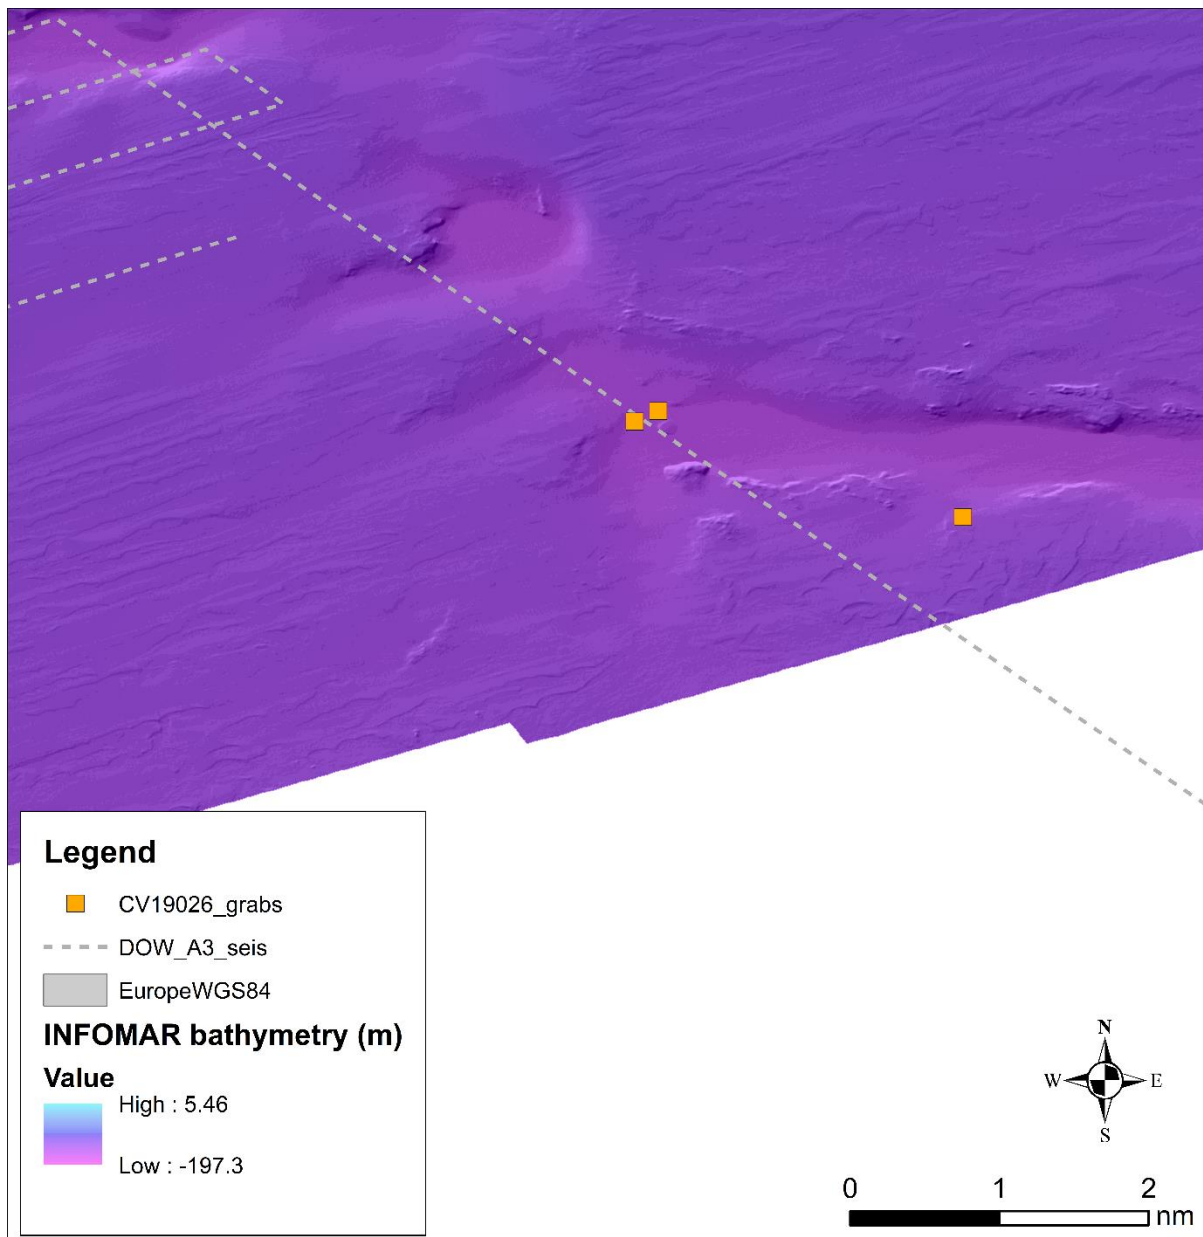 Legend
CV19026_grabs
DOW_A3_seis
EuropeWGS84
INFOMAR bathymetry (m)
Value
High : 5.46
Low : -197.3
N
W E
S
0 1 2
nm